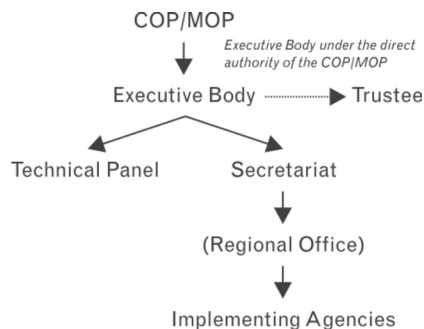 COP/MOP
Executive Body under the direct
authority of the COP|MOP
Executive Body
Trustee
Technical Panel
Secretariat
(Regional Office)
Implementing Agencies